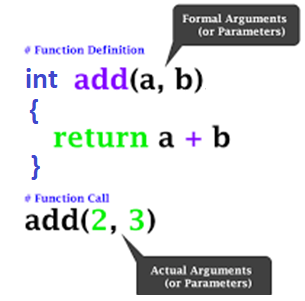 Formal Arguments
(or Parameters)
# Function Definition
int add(a, b)
{
return a + b
}
# Function Call
add(2, 3)
Actual Arguments
(or Parameters)